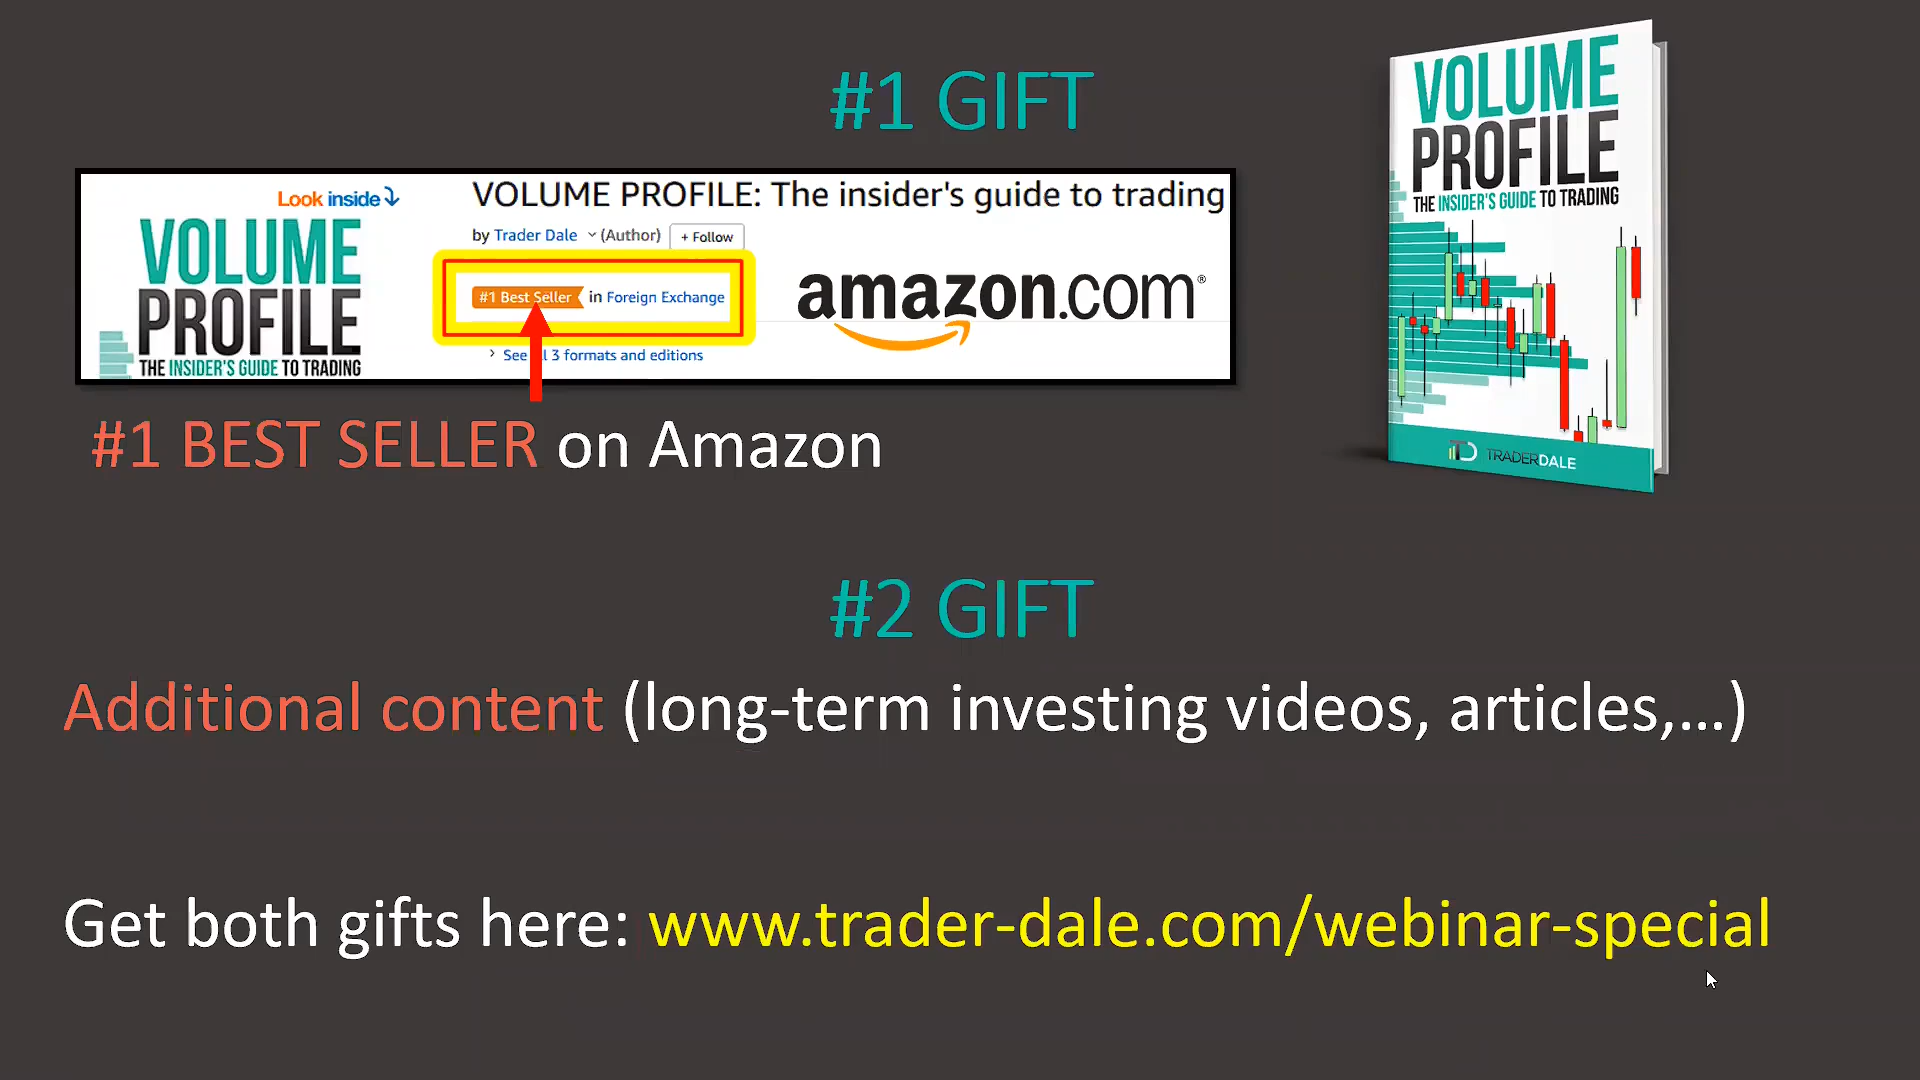 #1 GIFT
Look inside
VOLUME
PROFILE
THE INSIDER'S GUIDE TO TRADING
VOLUME PROFILE: The insider's guide to trading
by Trader Dale (Author) + Follow
#1 Best Seller in Foreign Exchange
See all 3 formats and editions
amazon.com®
VOLUME
PROFILE
THE INSIDER'S GUIDE TO TRADING
TD TRADERDALE
#1 BEST SELLER on Amazon
#2 GIFT
Additional content (long-term investing videos, articles,...)
Get both gifts here: www.trader-dale.com/webinar-special